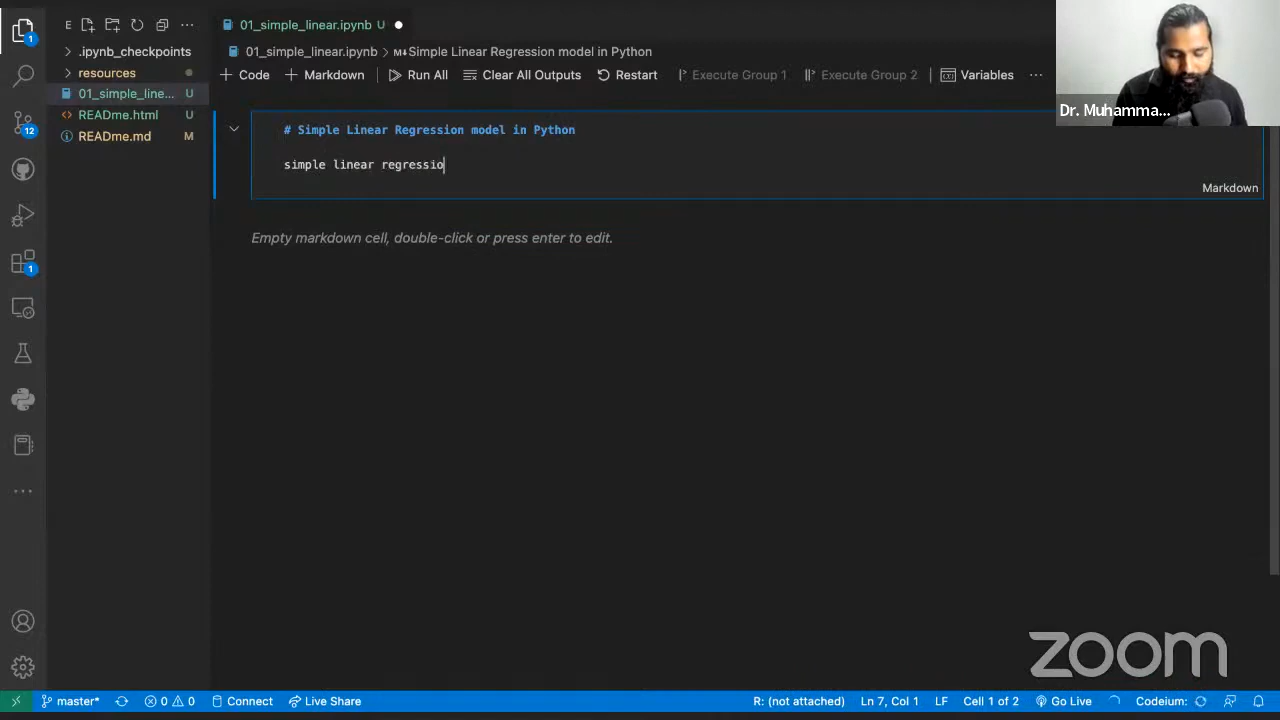 E
01_simple_linear.ipynb U
.ipynb_checkpoints
resources
01_simple_line... U
REAdme.html U
REAdme.md M
1
12
1
01_simple_linear.ipynb > M↓Simple Linear Regression model in Python
+ Code + Markdown Run All Clear All Outputs Restart Execute Group 1 Execute Group 2 Variables ...
# Simple Linear Regression model in Python
simple linear regressio
Markdown
Empty markdown cell, double-click or press enter to edit.
Dr. Muhamma...
zoom
master* 0 0 Connect Live Share R: (not attached) Ln 7, Col 1 LF Cell 1 of 2 Go Live Codeium: